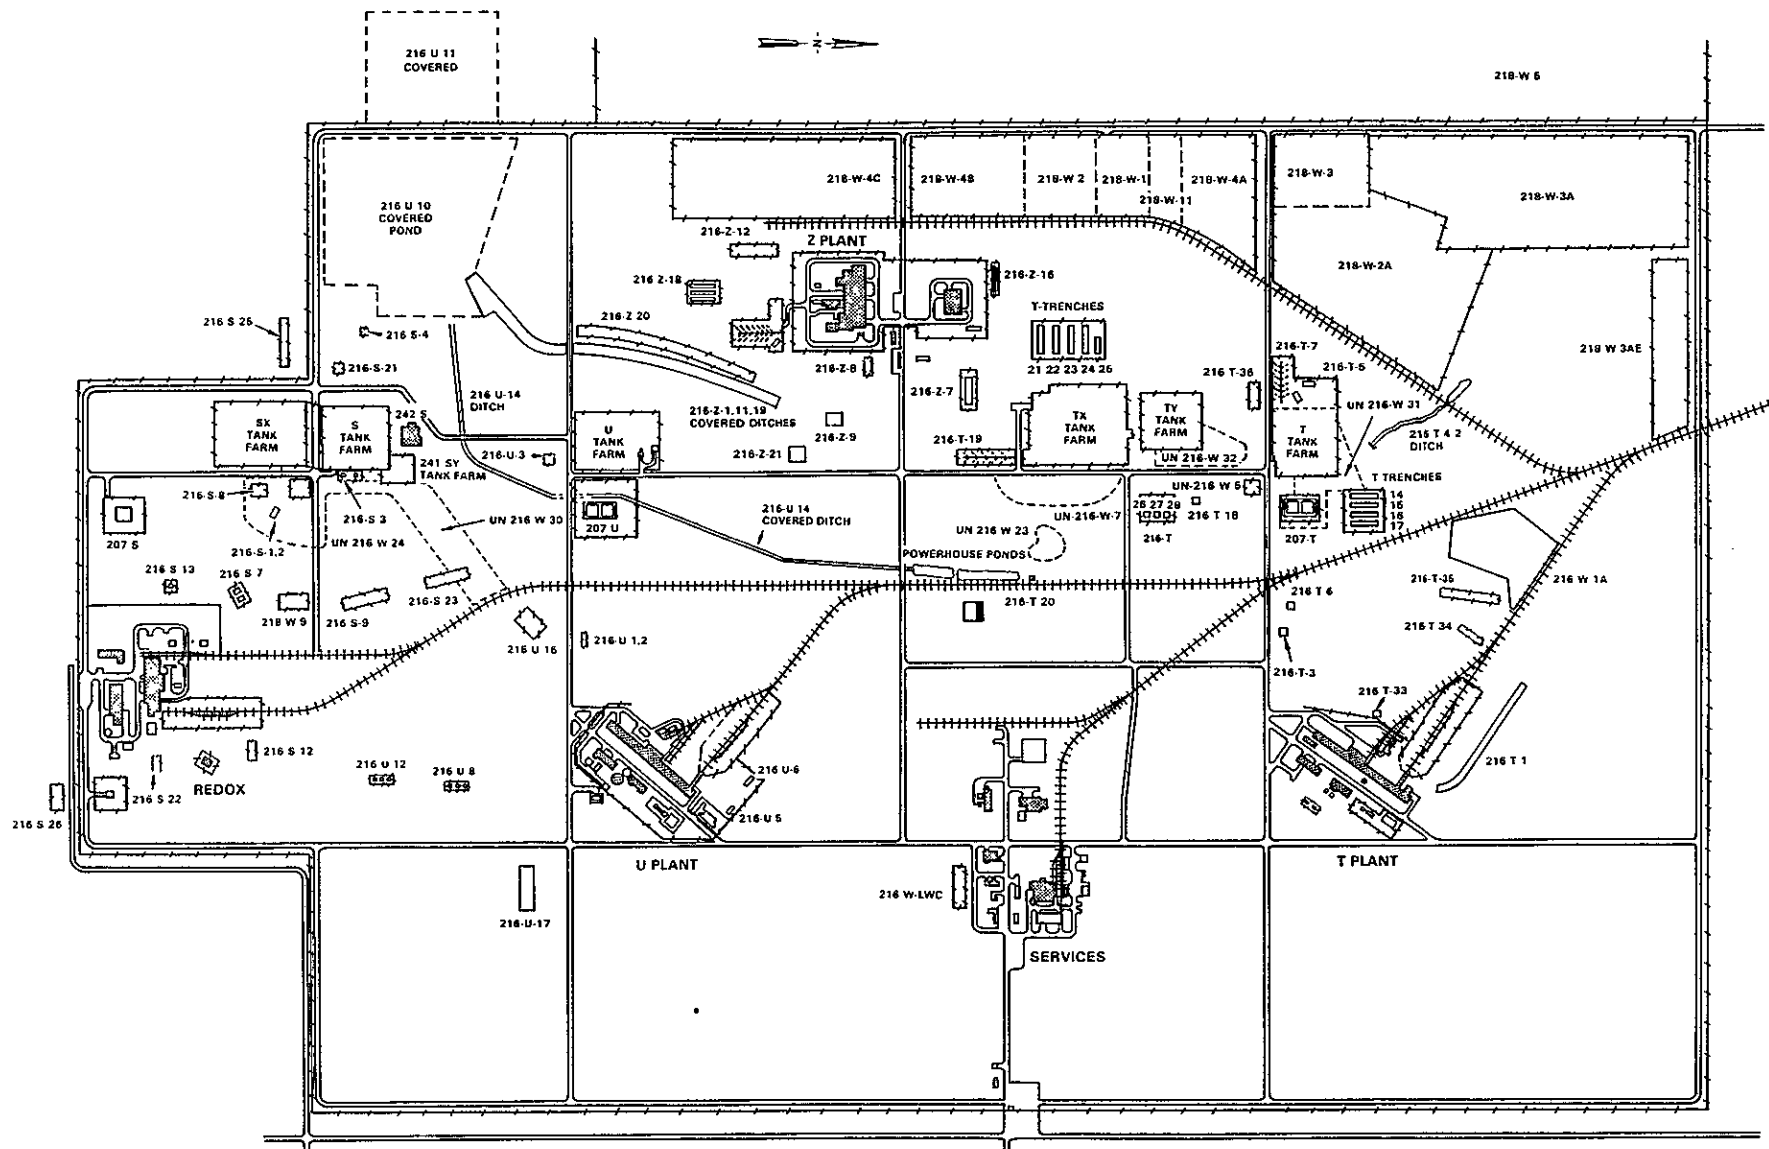 216 U 11
COVERED
N
218-W 5
216 U 10
COVERED
POND
218-W-4C
218-W-4B
218-W 2
218-W-1
218-W-11
218-W-4A
218-W-3
218-W-3A
216-Z-12
Z PLANT
216 Z-18
216-Z-16
218-W-2A
216 S 25
216 S-4
216-Z 20
T-TRENCHES
218 W 3AE
216-S-21
216 U-14
DITCH
216-Z-8
21 22 23 24 25
216-T-7
216-T-5
216-Z-7
216 T-36
UN 216-W 31
SX
TANK
FARM
S
TANK
FARM
242 S
U
TANK
FARM
216-Z-1,11,19
COVERED DITCHES
216-Z-9
TX
TANK
FARM
TY
TANK
FARM
T
TANK
FARM
216 T 4 2
DITCH
216-U-3
216-Z-21
216-T-19
UN 216-W 32
241 SY
TANK FARM
T TRENCHES
216-S-8
216-S 3
UN 216 W 30
207 U
216-U 14
COVERED DITCH
UN-216 W 5
14
15
16
17
207 S
216-S-1,2
UN 216 W 24
UN 216 W 23
UN-216-W-7
26 27 28
216-T
216 T 18
207-T
POWERHOUSE PONDS
216 S 13
216 S 7
218 W 9
216 S-9
216-S 23
216 U 16
216-U 1,2
216-T 20
216 T 6
216-T-35
216 W 1A
216 T 34
216-T-3
216 T-33
216 S 12
216 U 12
216 U 8
216 U-6
216 T 1
REDOX
216 S 22
216 S 26
216-U 5
U PLANT
T PLANT
216-U-17
216 W-LWC
SERVICES